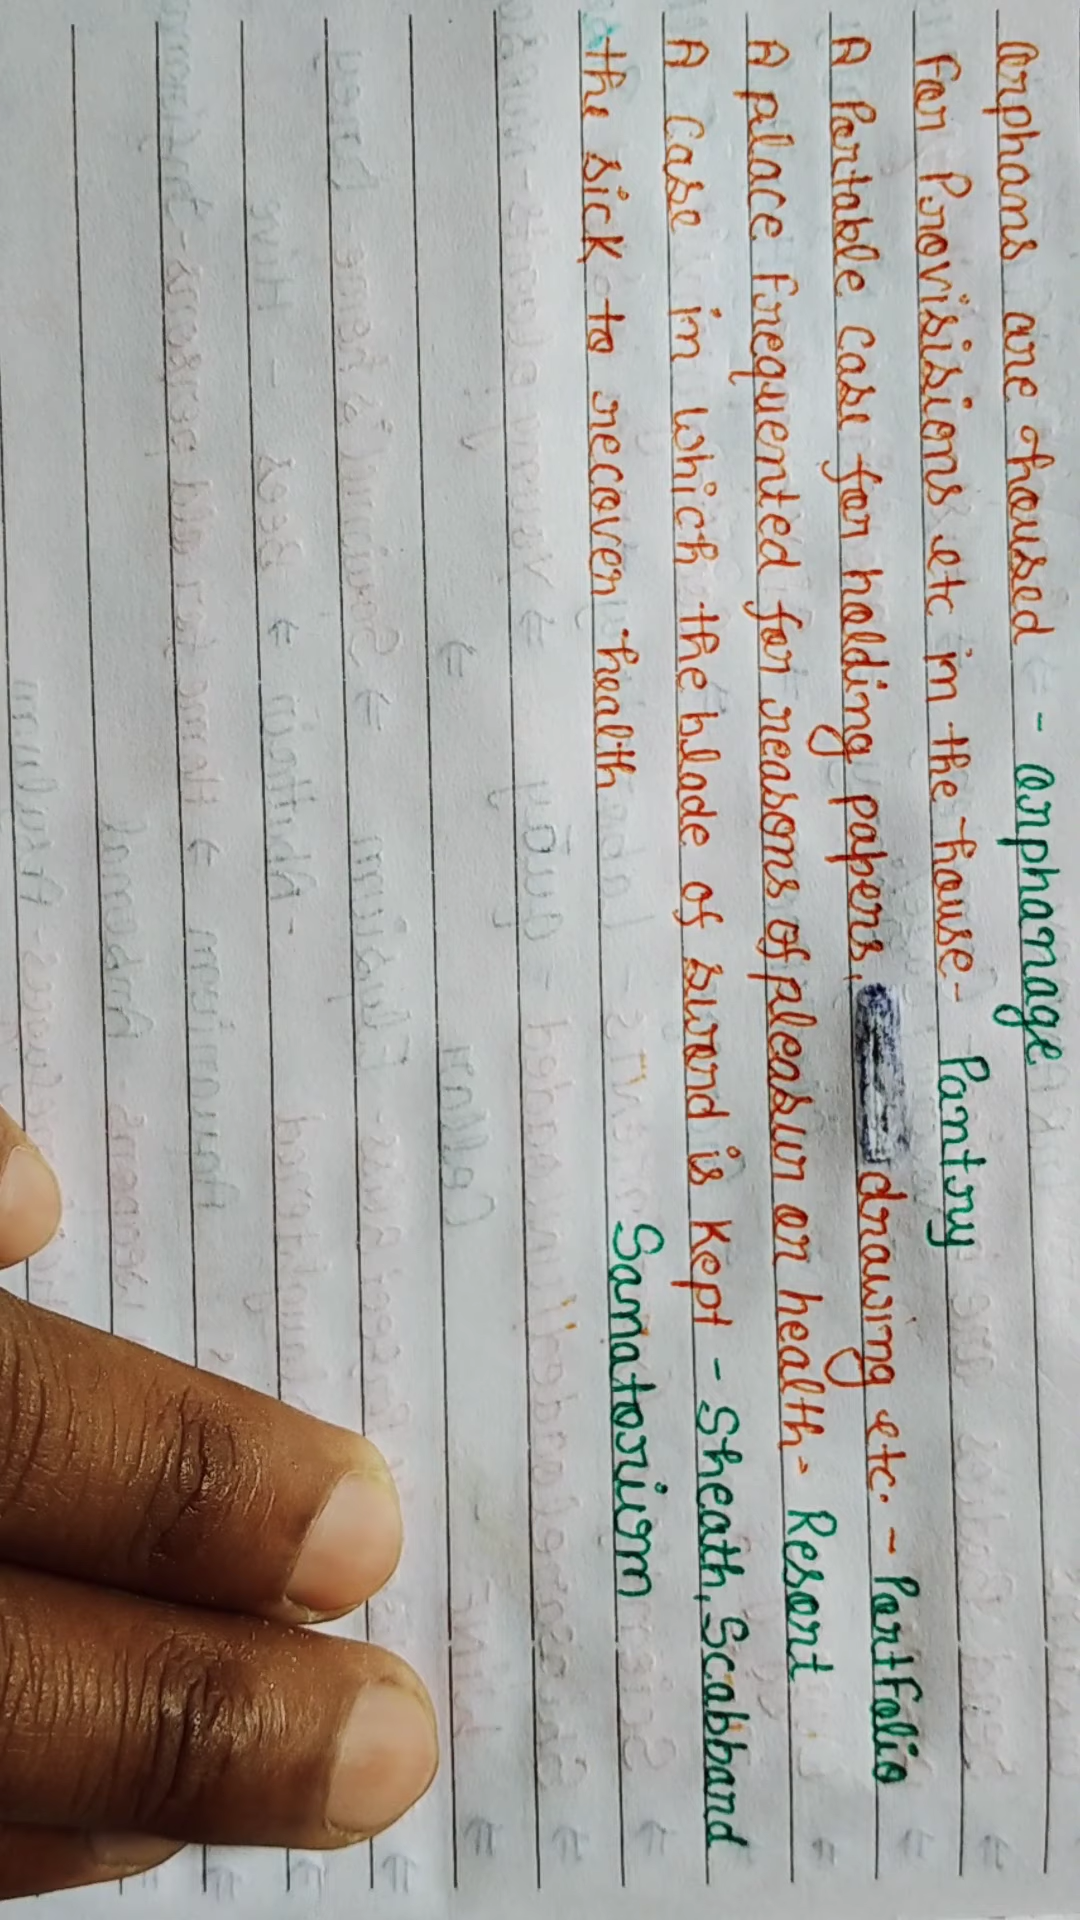 orphans are housed - orphanage
for Provisisions etc in the house- Pantry
A Portable case for holding papers, drawing etc. - Portfolio
A place frequented for reasons of pleasur or health- Resort
A Case in which the blade of sword is kept - Sheath, Scabbard
the sick to recover health Sanatorium